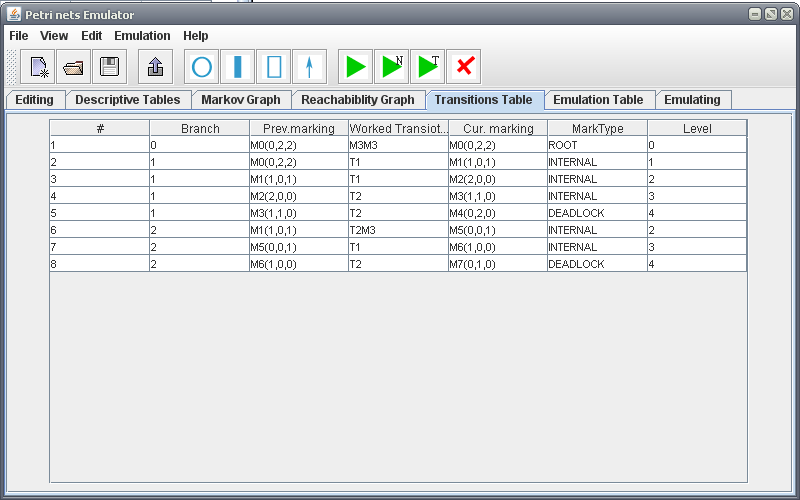 Petri nets Emulator
File View Edit Emulation Help
N T
Editing Descriptive Tables Markov Graph Reachabiblity Graph Transitions Table Emulation Table Emulating
# Branch Prev.marking Worked Transiot... Cur. marking MarkType Level
1 0 M0(0,2,2) M3M3 M0(0,2,2) ROOT 0
2 1 M0(0,2,2) T1 M1(1,0,1) INTERNAL 1
3 1 M1(1,0,1) T1 M2(2,0,0) INTERNAL 2
4 1 M2(2,0,0) T2 M3(1,1,0) INTERNAL 3
5 1 M3(1,1,0) T2 M4(0,2,0) DEADLOCK 4
6 2 M1(1,0,1) T2M3 M5(0,0,1) INTERNAL 2
7 2 M5(0,0,1) T1 M6(1,0,0) INTERNAL 3
8 2 M6(1,0,0) T2 M7(0,1,0) DEADLOCK 4